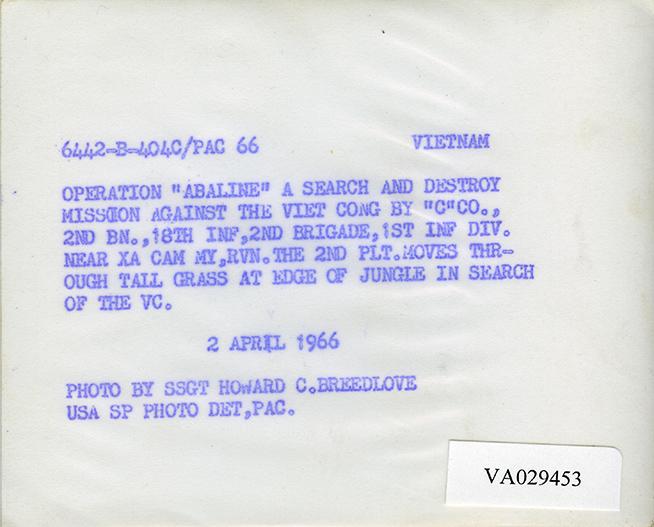 6442-B-404C/PAC 66 VIETNAM
OPERATION "ABALINE" A SEARCH AND DESTROY
MISSION AGAINST THE VIET CONG BY "C"CO.,
2ND BN.,18TH INF,2ND BRIGADE,1ST INF DIV.
NEAR XA CAM MY,RVN.THE 2ND PLT.MOVES THR-
OUGH TALL GRASS AT EDGE OF JUNGLE IN SEARCH
OF THE VC.
2 APRIL 1966
PHOTO BY SSGT HOWARD C.BREEDLOVE
USA SP PHOTO DET,PAC.
VA029453